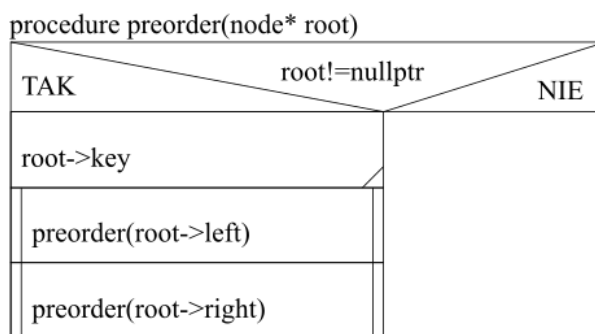 procedure preorder(node* root)
root!=nullptr
TAK
NIE
root->key
preorder(root->left)
preorder(root->right)